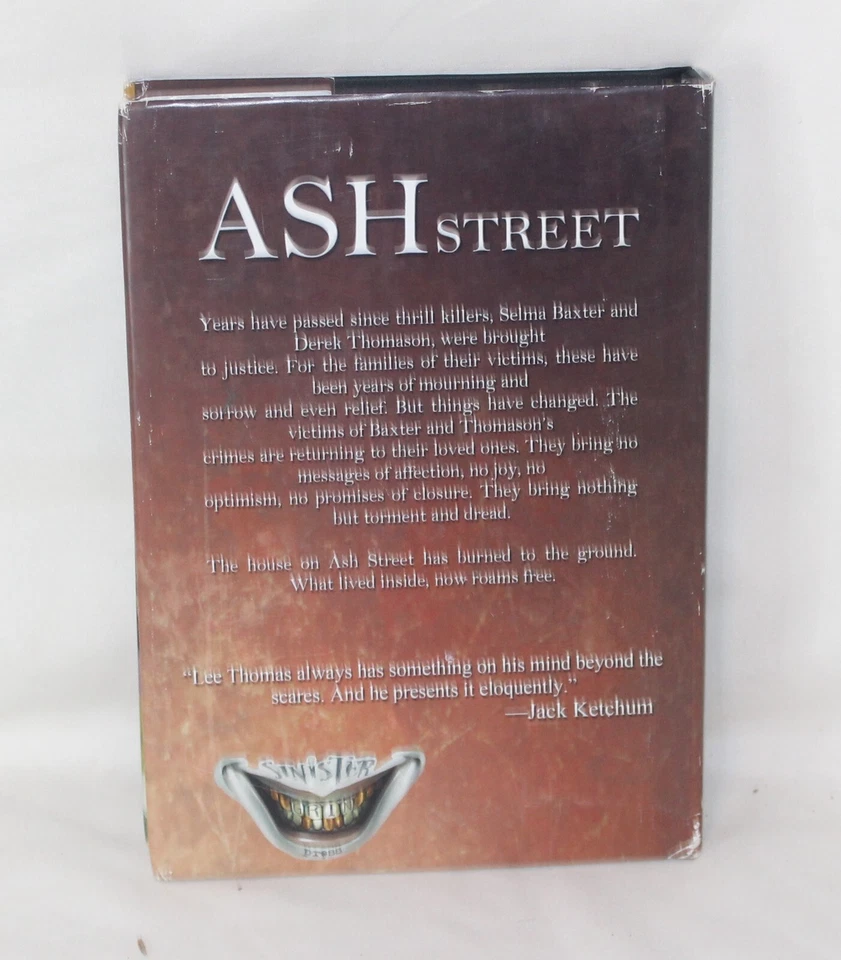 ASH STREET
Years have passed since thrill killers, Selma Baxter and
Derek Thomason, were brought
to justice. For the families of their victims, these have
been years of mourning and
sorrow and even relief. But things have changed. The
victims of Baxter and Thomason's
crimes are returning to their loved ones. They bring no
messages of affection, no joy, no
optimism, no promises of closure. They bring nothing
but torment and dread.
The house on Ash Street has burned to the ground.
What lived inside, now roams free.
“Lee Thomas always has something on his mind beyond the
scares. And he presents it eloquently.”
—Jack Ketchum
SINISTER
GRIN
Press